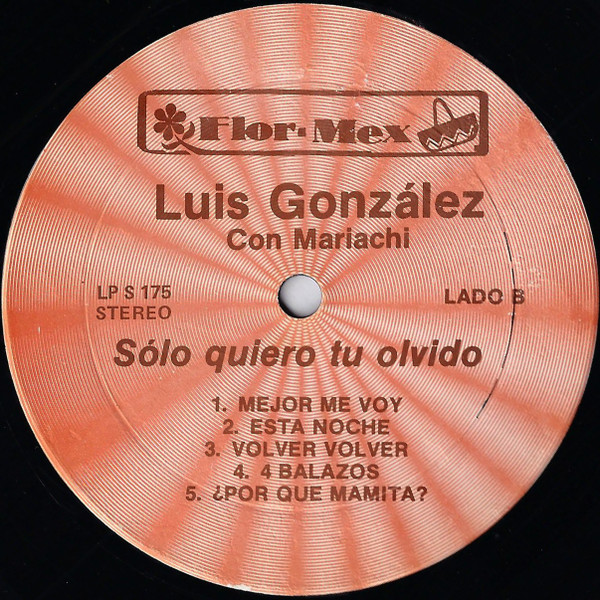 Flor-Mex
Luis González
Con Mariachi
LP S 175
STEREO
LADO B
Sólo quiero tu olvido
1. MEJOR ME VOY
2. ESTA NOCHE
3. VOLVER VOLVER
4. 4 BALAZOS
5. ¿POR QUE MAMITA?